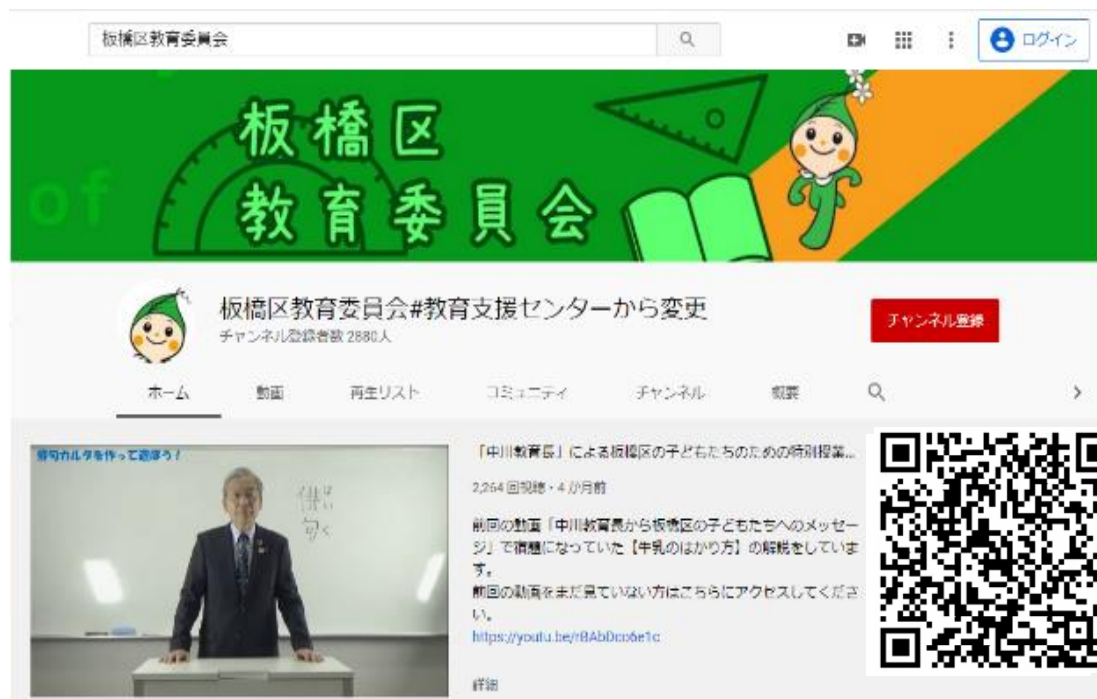 板橋区教育委員会
ログイン
of
板橋区
教育委員会
板橋区教育委員会#教育支援センターから変更
チャンネル登録者数 2880人
チャンネル登録
ホーム
動画
再生リスト
コミュニティ
チャンネル
概要
俳句カルタを作って遊ぼう!
俳句
はいく
「中川教育長」による板橋区の子どもたちのための特別授業...
2,264 回視聴・4 か月前
前回の動画「中川教育長から板橋区の子どもたちへのメッセー
ジ」で宿題になっていた【牛乳のはかり方】の解説をしていま
す。
前回の動画をまだ見ていない方はこちらにアクセスしてくださ
い。
詳細